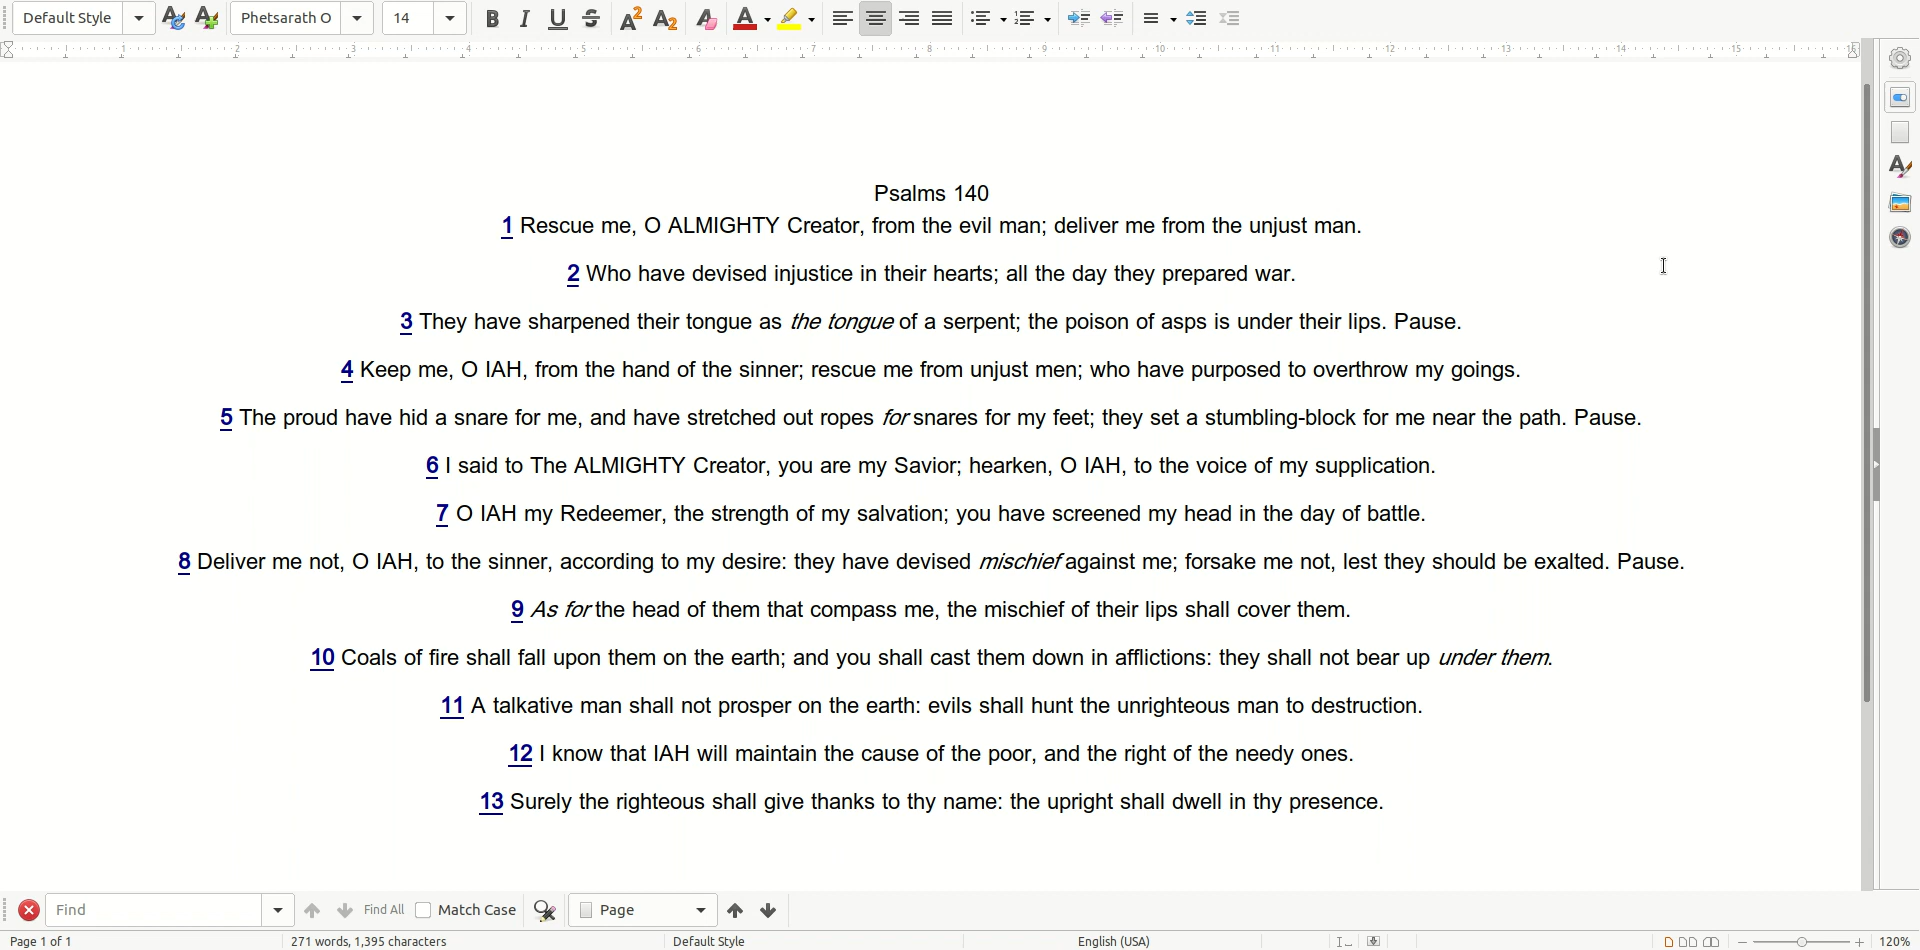 Default Style Phetsarath O 14
1 2 3 4 5 6 7 8 9 10 11 12 13 14 15
Psalms 140
1 Rescue me, O ALMIGHTY Creator, from the evil man; deliver me from the unjust man.
2 Who have devised injustice in their hearts; all the day they prepared war.
3 They have sharpened their tongue as the tongue of a serpent; the poison of asps is under their lips. Pause.
4 Keep me, O IAH, from the hand of the sinner; rescue me from unjust men; who have purposed to overthrow my goings.
5 The proud have hid a snare for me, and have stretched out ropes for snares for my feet; they set a stumbling-block for me near the path. Pause.
6 I said to The ALMIGHTY Creator, you are my Savior; hearken, O IAH, to the voice of my supplication.
7 O IAH my Redeemer, the strength of my salvation; you have screened my head in the day of battle.
8 Deliver me not, O IAH, to the sinner, according to my desire: they have devised mischief against me; forsake me not, lest they should be exalted. Pause.
9 As for the head of them that compass me, the mischief of their lips shall cover them.
10 Coals of fire shall fall upon them on the earth; and you shall cast them down in afflictions: they shall not bear up under them.
11 A talkative man shall not prosper on the earth: evils shall hunt the unrighteous man to destruction.
12 I know that IAH will maintain the cause of the poor, and the right of the needy ones.
13 Surely the righteous shall give thanks to thy name: the upright shall dwell in thy presence.
Find Find All Match Case Page
Page 1 of 1 271 words, 1,395 characters Default Style English (USA) 120%